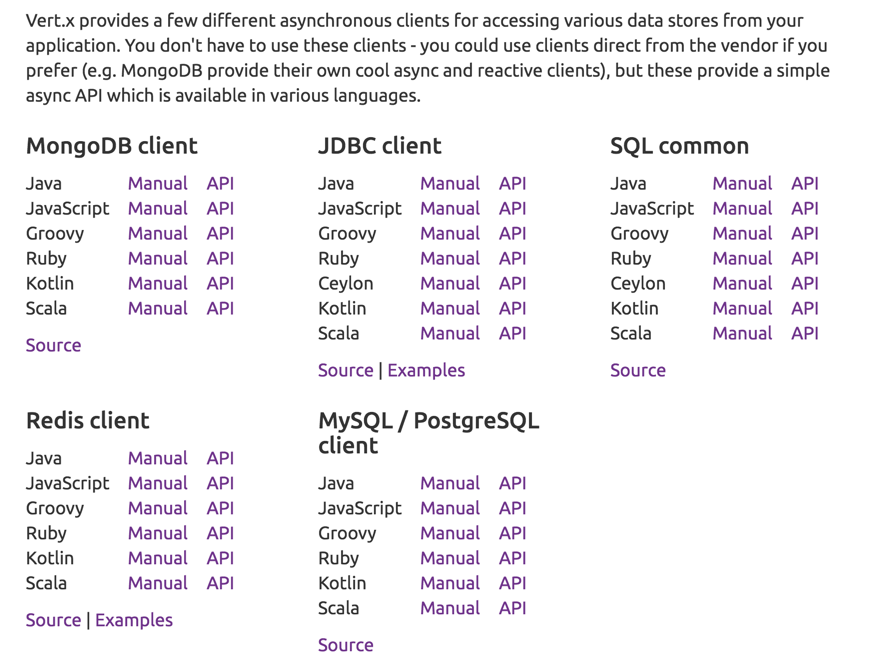 Vert.x provides a few different asynchronous clients for accessing various data stores from your
application. You don't have to use these clients - you could use clients direct from the vendor if you
prefer (e.g. MongoDB provide their own cool async and reactive clients), but these provide a simple
async API which is available in various languages.
MongoDB client
Java Manual API
JavaScript Manual API
Groovy Manual API
Ruby Manual API
Kotlin Manual API
Scala Manual API
Source
JDBC client
Java Manual API
JavaScript Manual API
Groovy Manual API
Ruby Manual API
Ceylon Manual API
Kotlin Manual API
Scala Manual API
Source | Examples
SQL common
Java Manual API
JavaScript Manual API
Groovy Manual API
Ruby Manual API
Ceylon Manual API
Kotlin Manual API
Scala Manual API
Source
Redis client
Java Manual API
JavaScript Manual API
Groovy Manual API
Ruby Manual API
Kotlin Manual API
Scala Manual API
Source | Examples
MySQL / PostgreSQL
client
Java Manual API
JavaScript Manual API
Groovy Manual API
Ruby Manual API
Kotlin Manual API
Scala Manual API
Source